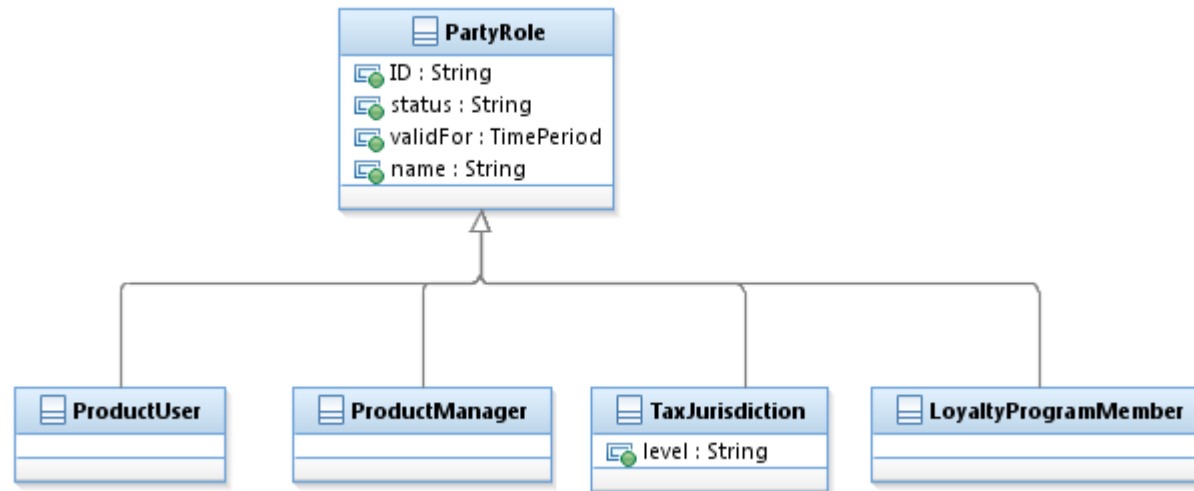 PartyRole
ID : String
status : String
validFor : TimePeriod
name : String
ProductUser
ProductManager
TaxJurisdiction
level : String
LoyaltyProgramMember